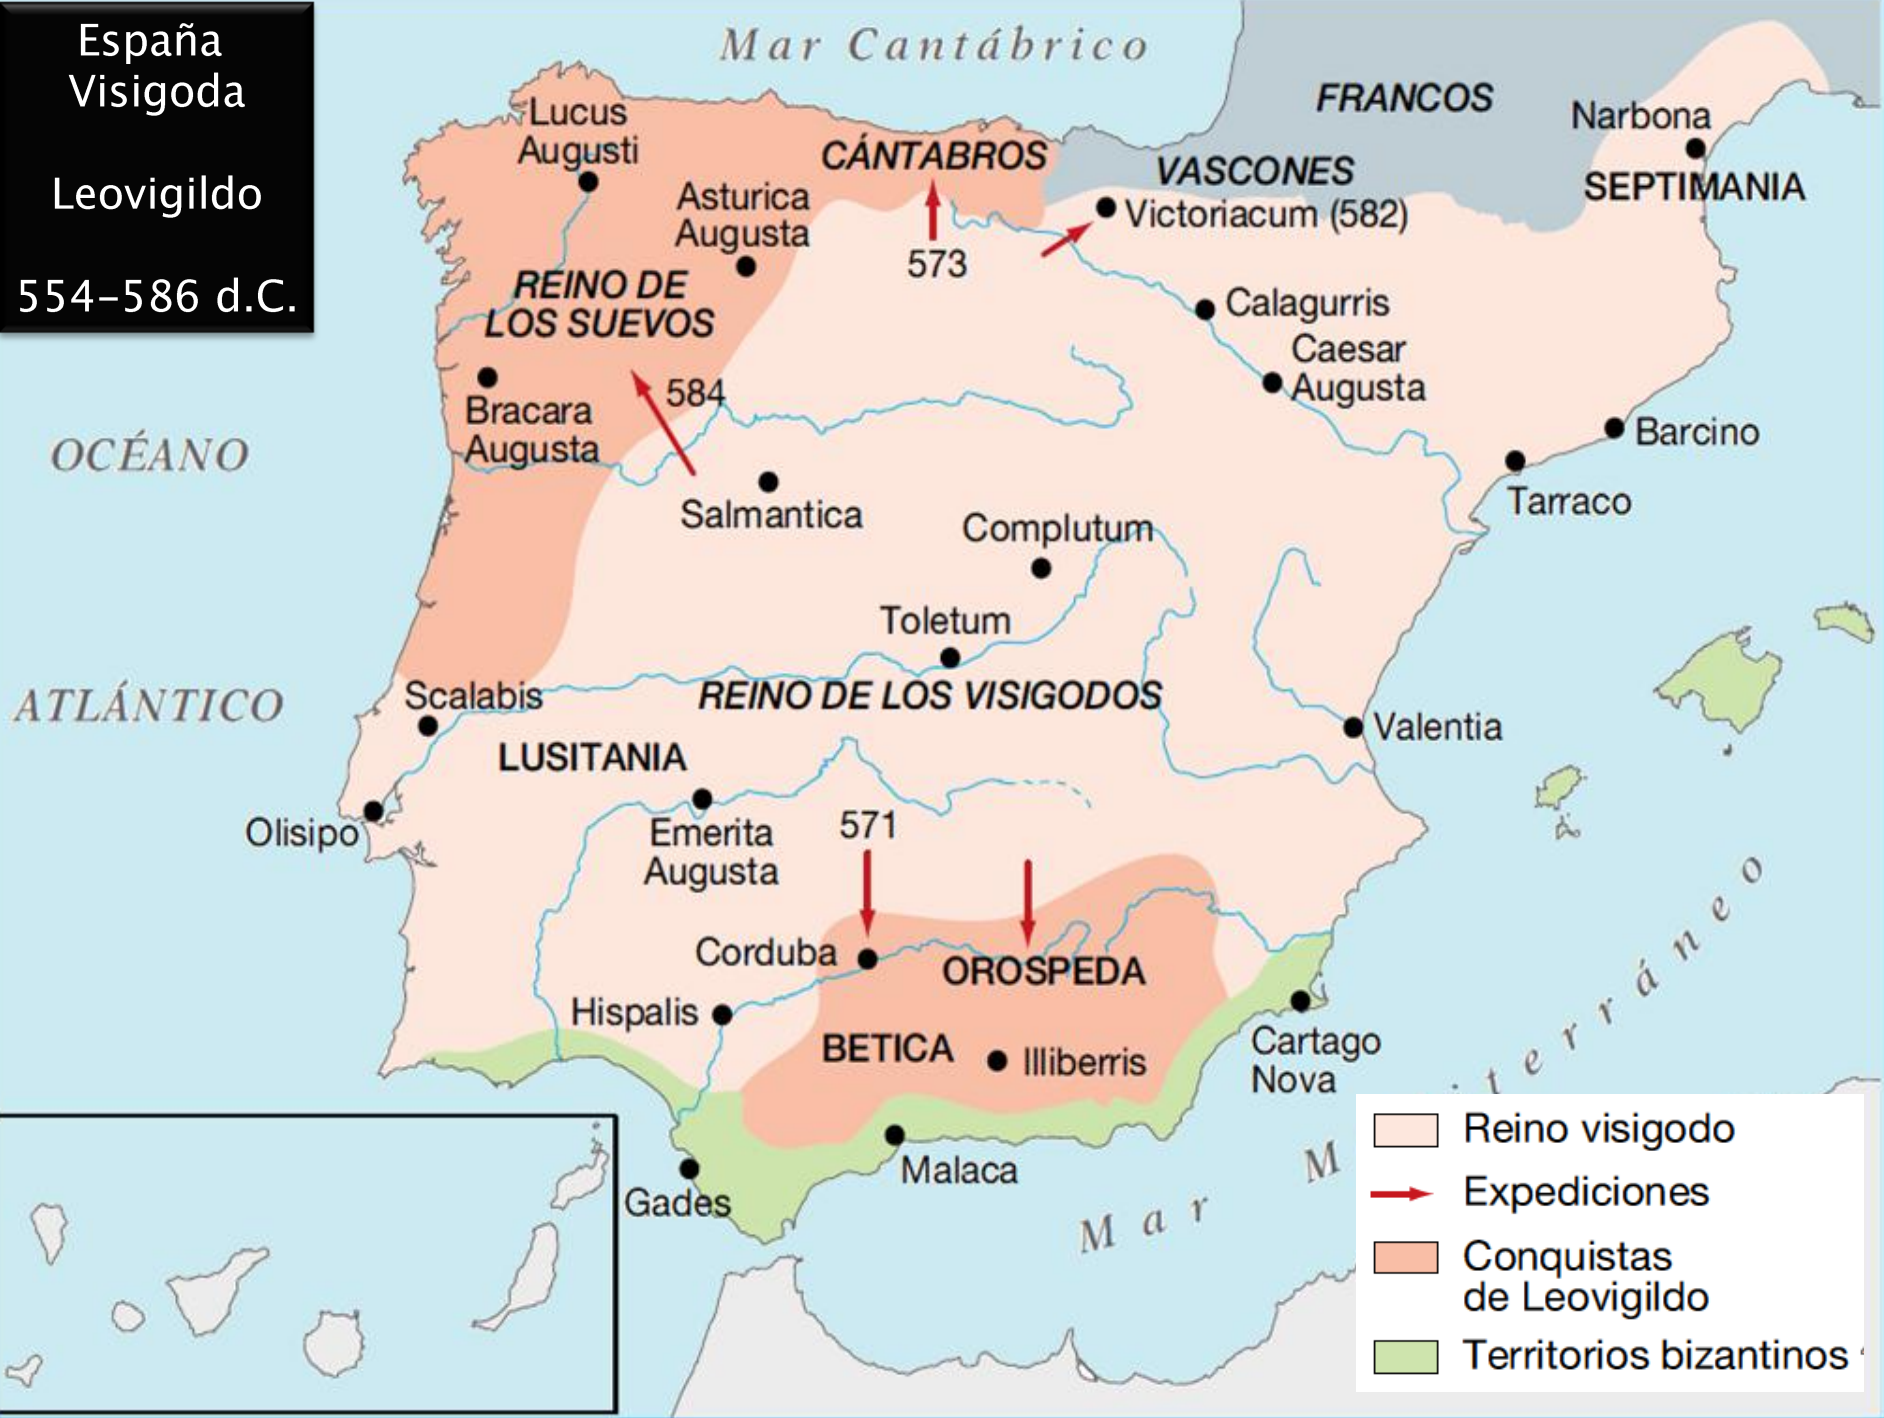 España
Visigoda
Leovigildo
554-586 d.C.
Mar Cantábrico
FRANCOS
Narbona
SEPTIMANIA
Lucus
Augusti
CÁNTABROS
VASCONES
Asturica
Augusta
Victoriacum (582)
573
REINO DE
LOS SUEVOS
Calagurris
Caesar
Augusta
584
Bracara
Augusta
Barcino
OCÉANO
Tarraco
Salmantica
Complutum
Toletum
ATLÁNTICO
Scalabis
REINO DE LOS VISIGODOS
Valentia
LUSITANIA
Olisipo
Emerita
Augusta
571
Corduba
OROSPEDA
Hispalis
BETICA
Illiberris
Cartago
Nova
Malaca
Gades
Mar M iterráneo
Reino visigodo
Expediciones
Conquistas
de Leovigildo
Territorios bizantinos